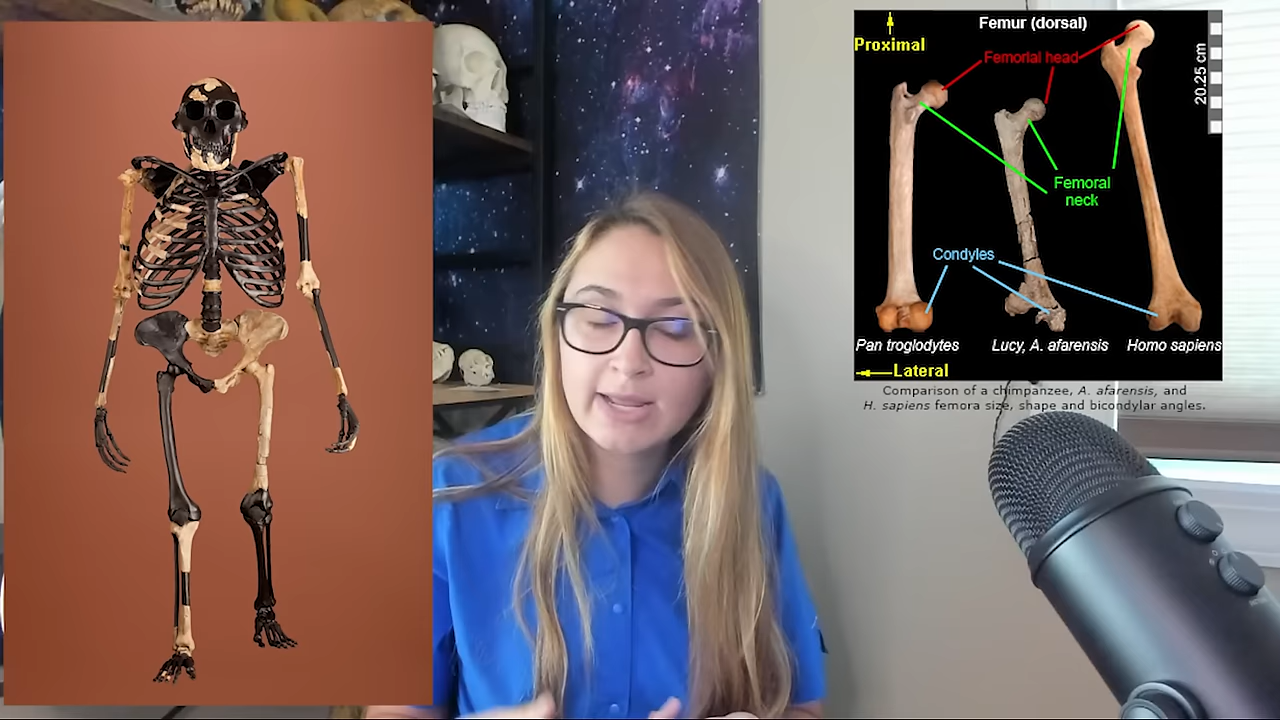 Femur (dorsal)
Proximal
Femorial head
20.25 cm
Femoral
neck
Condyles
Pan troglodytes
Lucy, A. afarensis
Homo sapiens
Lateral
Comparison of a chimpanzee, A. afarensis, and
H. sapiens femora size, shape and bicondylar angles.